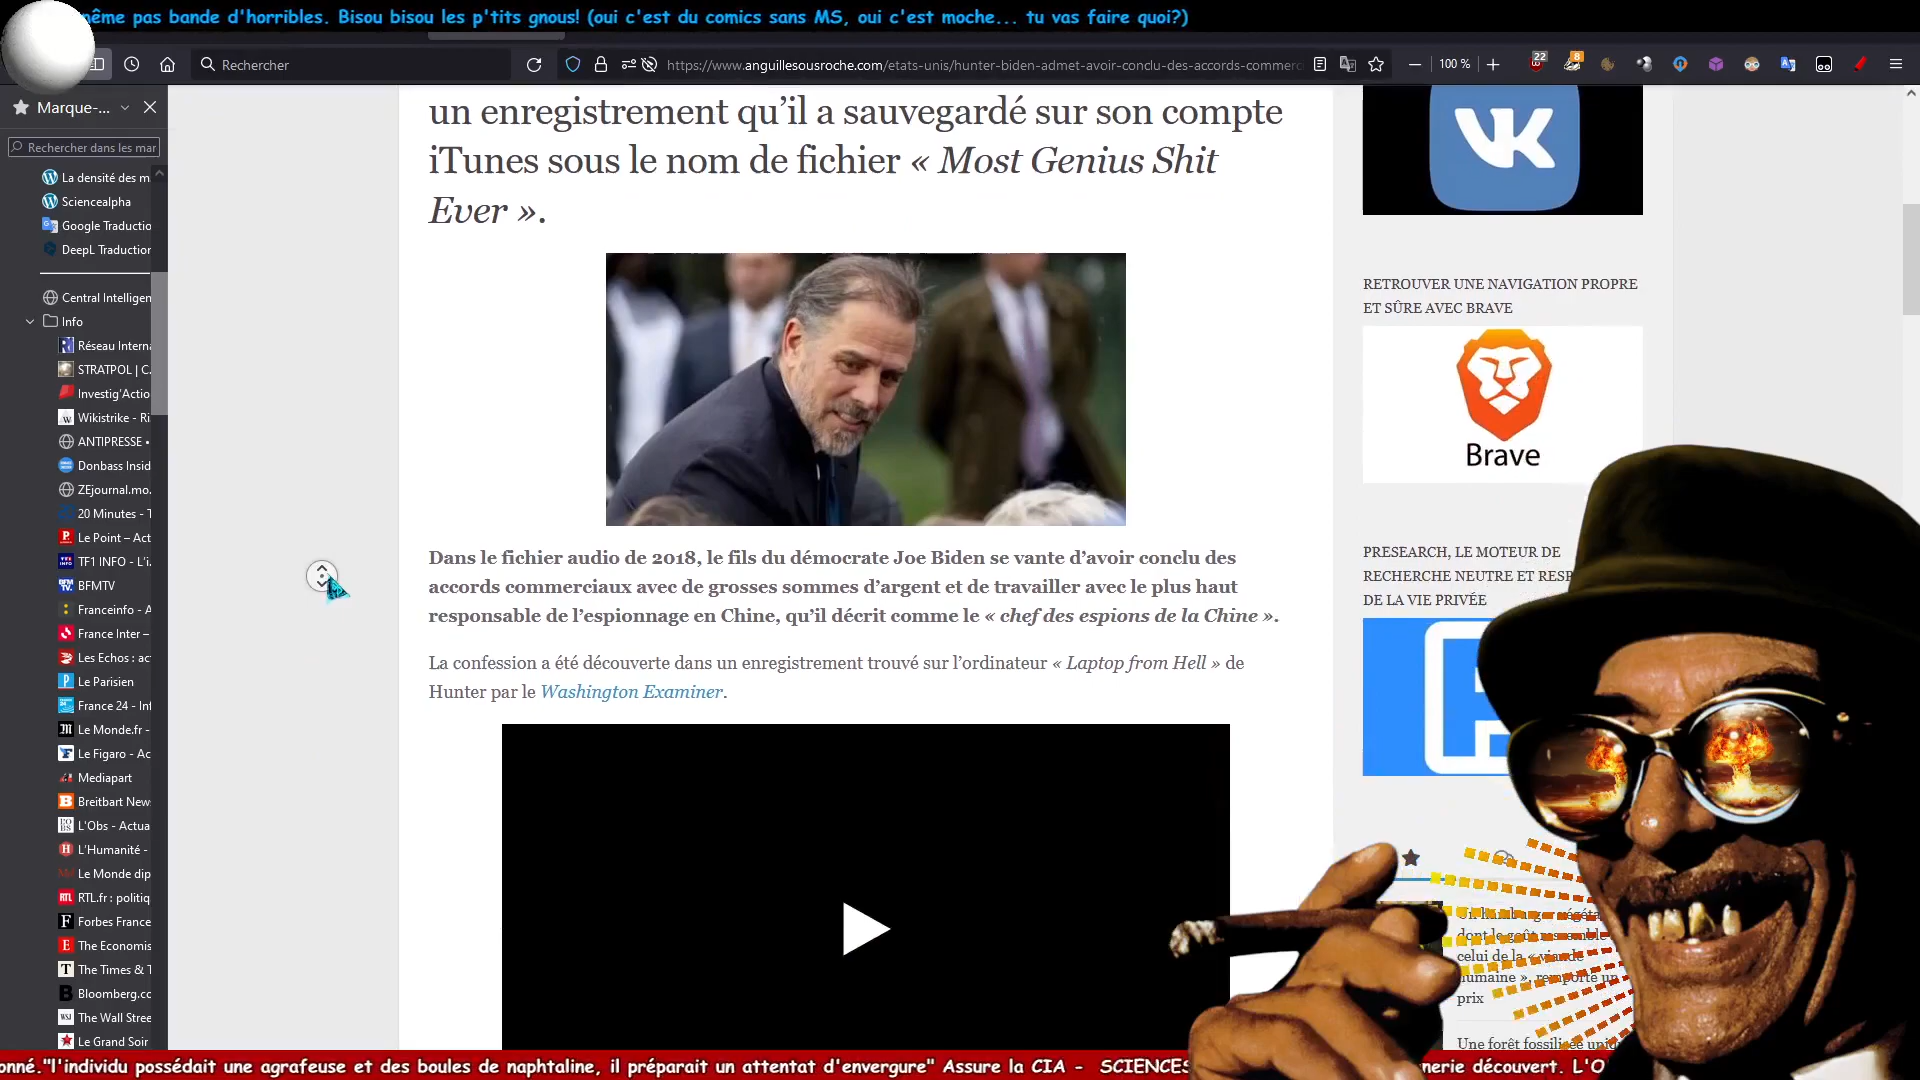 même pas bande d'horribles. Bisou bisou les p'tits gnous! (oui c'est du comics sans MS, oui c'est moche... tu vas faire quoi?)
Rechercher
https://www.anguillesousroche.com/etats-unis/hunter-biden-admet-avoir-conclu-des-accords-commerc
100 %
22
8
Marque-...
Rechercher dans les mar
La densité des m
Sciencealpha
Google Traductio
DeepL Traduction
Central Intelligen
Info
Réseau Interna
STRATPOL | C.
Investig'Actio
Wikistrike - Ri
ANTIPRESSE •
Donbass Insid
ZEjournal.mo.
20 Minutes - T
Le Point – Act
TF1 INFO - L'i.
BFMTV
Franceinfo - A
France Inter –
Les Echos : act
Le Parisien
France 24 - Inf
Le Monde.fr -
Le Figaro - Ac
Mediapart
Breitbart News
L'Obs - Actua
L'Humanité -
Le Monde dip
RTL.fr : politiq
Forbes France
The Economis
The Times & T
Bloomberg.co
The Wall Stree
Le Grand Soir
un enregistrement qu'il a sauvegardé sur son compte
iTunes sous le nom de fichier « Most Genius Shit
Ever ».
Dans le fichier audio de 2018, le fils du démocrate Joe Biden se vante d'avoir conclu des
accords commerciaux avec de grosses sommes d'argent et de travailler avec le plus haut
responsable de l'espionnage en Chine, qu'il décrit comme le « chef des espions de la Chine ».
La confession a été découverte dans un enregistrement trouvé sur l'ordinateur « Laptop from Hell » de
Hunter par le Washington Examiner.
VK
RETROUVER UNE NAVIGATION PROPRE
ET SÛRE AVEC BRAVE
Brave
PRESEARCH, LE MOTEUR DE
RECHERCHE NEUTRE ET RESP
DE LA VIE PRIVÉE
dont le goût ressemble
celui de la « viande
humaine », remporte un
prix
Une forêt fossilisée uni
onné."l'individu possédait une agrafeuse et des boules de naphtaline, il préparait un attentat d'envergure" Assure la CIA - SCIENCES
nerie découvert. L'O